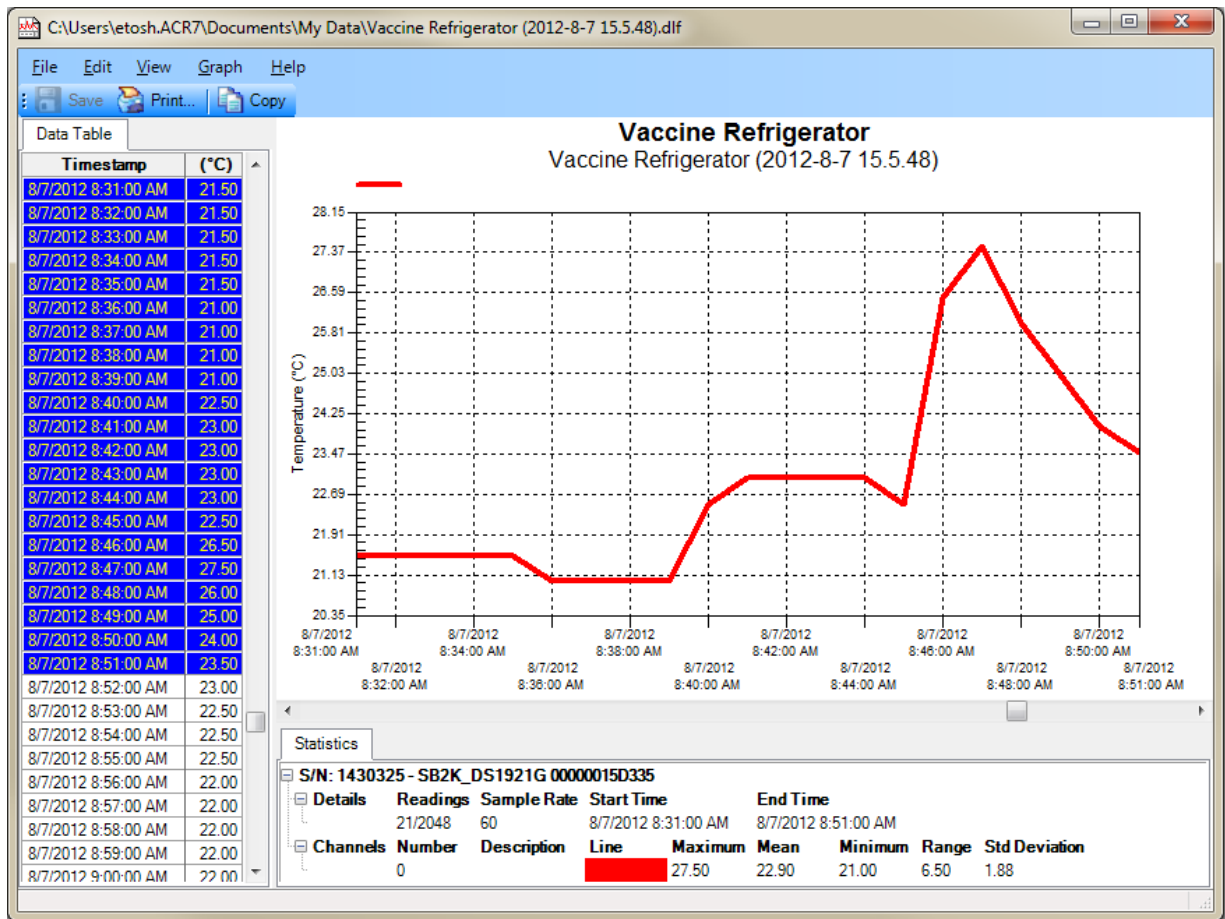 C:\Users\etosh.ACR7\Documents\My Data\Vaccine Refrigerator (2012-8-7 15.5.48).dlf
File Edit View Graph Help
Save Print... Copy
Data Table
Timestamp (°C)
8/7/2012 8:31:00 AM 21.50
8/7/2012 8:32:00 AM 21.50
8/7/2012 8:33:00 AM 21.50
8/7/2012 8:34:00 AM 21.50
8/7/2012 8:35:00 AM 21.50
8/7/2012 8:36:00 AM 21.00
8/7/2012 8:37:00 AM 21.00
8/7/2012 8:38:00 AM 21.00
8/7/2012 8:39:00 AM 21.00
8/7/2012 8:40:00 AM 22.50
8/7/2012 8:41:00 AM 23.00
8/7/2012 8:42:00 AM 23.00
8/7/2012 8:43:00 AM 23.00
8/7/2012 8:44:00 AM 23.00
8/7/2012 8:45:00 AM 22.50
8/7/2012 8:46:00 AM 26.50
8/7/2012 8:47:00 AM 27.50
8/7/2012 8:48:00 AM 26.00
8/7/2012 8:49:00 AM 25.00
8/7/2012 8:50:00 AM 24.00
8/7/2012 8:51:00 AM 23.50
8/7/2012 8:52:00 AM 23.00
8/7/2012 8:53:00 AM 22.50
8/7/2012 8:54:00 AM 22.50
8/7/2012 8:55:00 AM 22.50
8/7/2012 8:56:00 AM 22.00
8/7/2012 8:57:00 AM 22.00
8/7/2012 8:58:00 AM 22.00
8/7/2012 8:59:00 AM 22.00
8/7/2012 9:00:00 AM 22.00
Vaccine Refrigerator
Vaccine Refrigerator (2012-8-7 15.5.48)
Temperature (°C)
28.15
27.37
26.59
25.81
25.03
24.25
23.47
22.69
21.91
21.13
20.35
8/7/2012 8/7/2012 8/7/2012 8/7/2012 8/7/2012 8/7/2012
8:31:00 AM 8:34:00 AM 8:38:00 AM 8:42:00 AM 8:46:00 AM 8:50:00 AM
8/7/2012 8/7/2012 8/7/2012 8/7/2012 8/7/2012 8/7/2012
8:32:00 AM 8:36:00 AM 8:40:00 AM 8:44:00 AM 8:48:00 AM 8:51:00 AM
Statistics
S/N: 1430325 - SB2K_DS1921G 00000015D335
Details Readings Sample Rate Start Time End Time
21/2048 60 8/7/2012 8:31:00 AM 8/7/2012 8:51:00 AM
Channels Number Description Line Maximum Mean Minimum Range Std Deviation
0 27.50 22.90 21.00 6.50 1.88